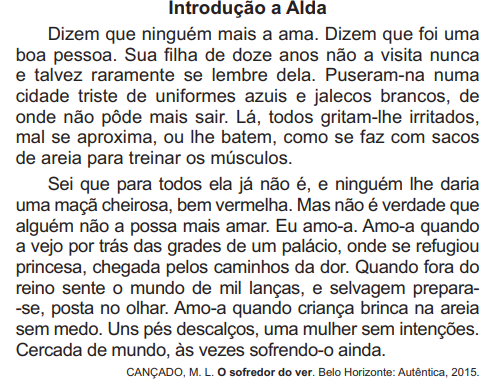 Introdução a Alda
Dizem que ninguém mais a ama. Dizem que foi uma
boa pessoa. Sua filha de doze anos não a visita nunca
e talvez raramente se lembre dela. Puseram-na numa
cidade triste de uniformes azuis e jalecos brancos, de
onde não pôde mais sair. Lá, todos gritam-lhe irritados,
mal se aproxima, ou lhe batem, como se faz com sacos
de areia para treinar os músculos.
Sei que para todos ela já não é, e ninguém lhe daria
uma maçã cheirosa, bem vermelha. Mas não é verdade que
alguém não a possa mais amar. Eu amo-a. Amo-a quando
a vejo por trás das grades de um palácio, onde se refugiou
princesa, chegada pelos caminhos da dor. Quando fora do
reino sente o mundo de mil lanças, e selvagem prepara-
-se, posta no olhar. Amo-a quando criança brinca na areia
sem medo. Uns pés descalços, uma mulher sem intenções.
Cercada de mundo, às vezes sofrendo-o ainda.
CANÇADO, M. L. O sofredor do ver. Belo Horizonte: Autêntica, 2015.